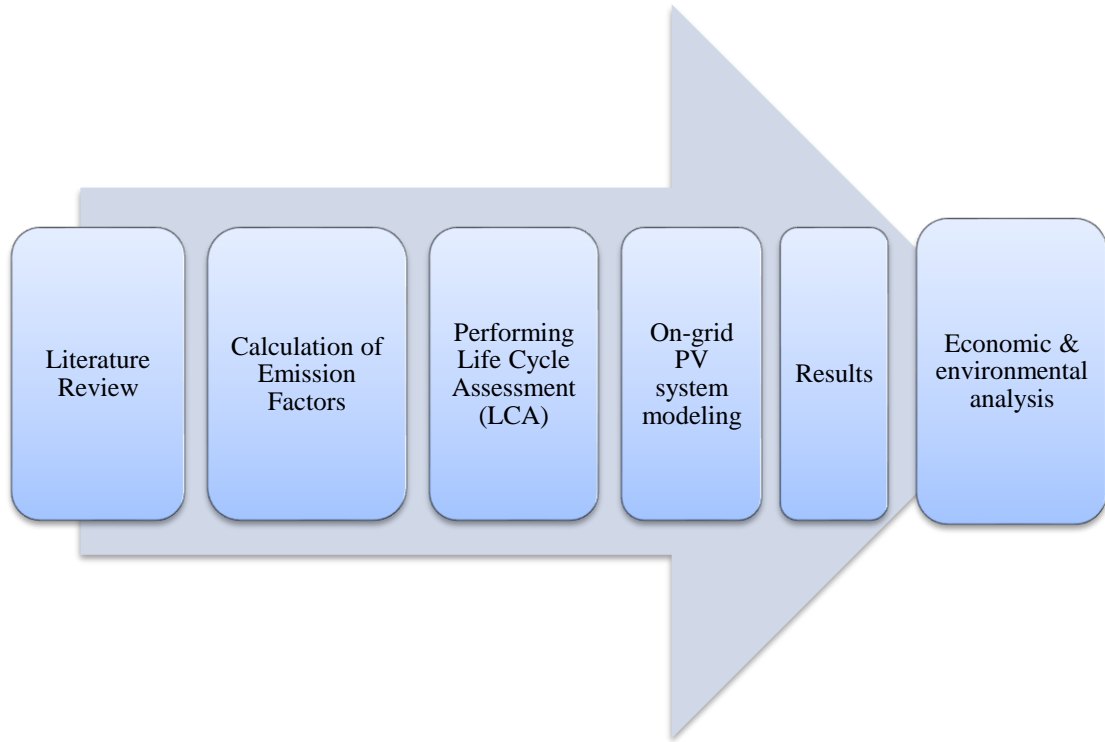 Literature
Review
Calculation of
Emission
Factors
Performing
Life Cycle
Assessment
(LCA)
On-grid
PV
system
modeling
Results
Economic &
environmental
analysis